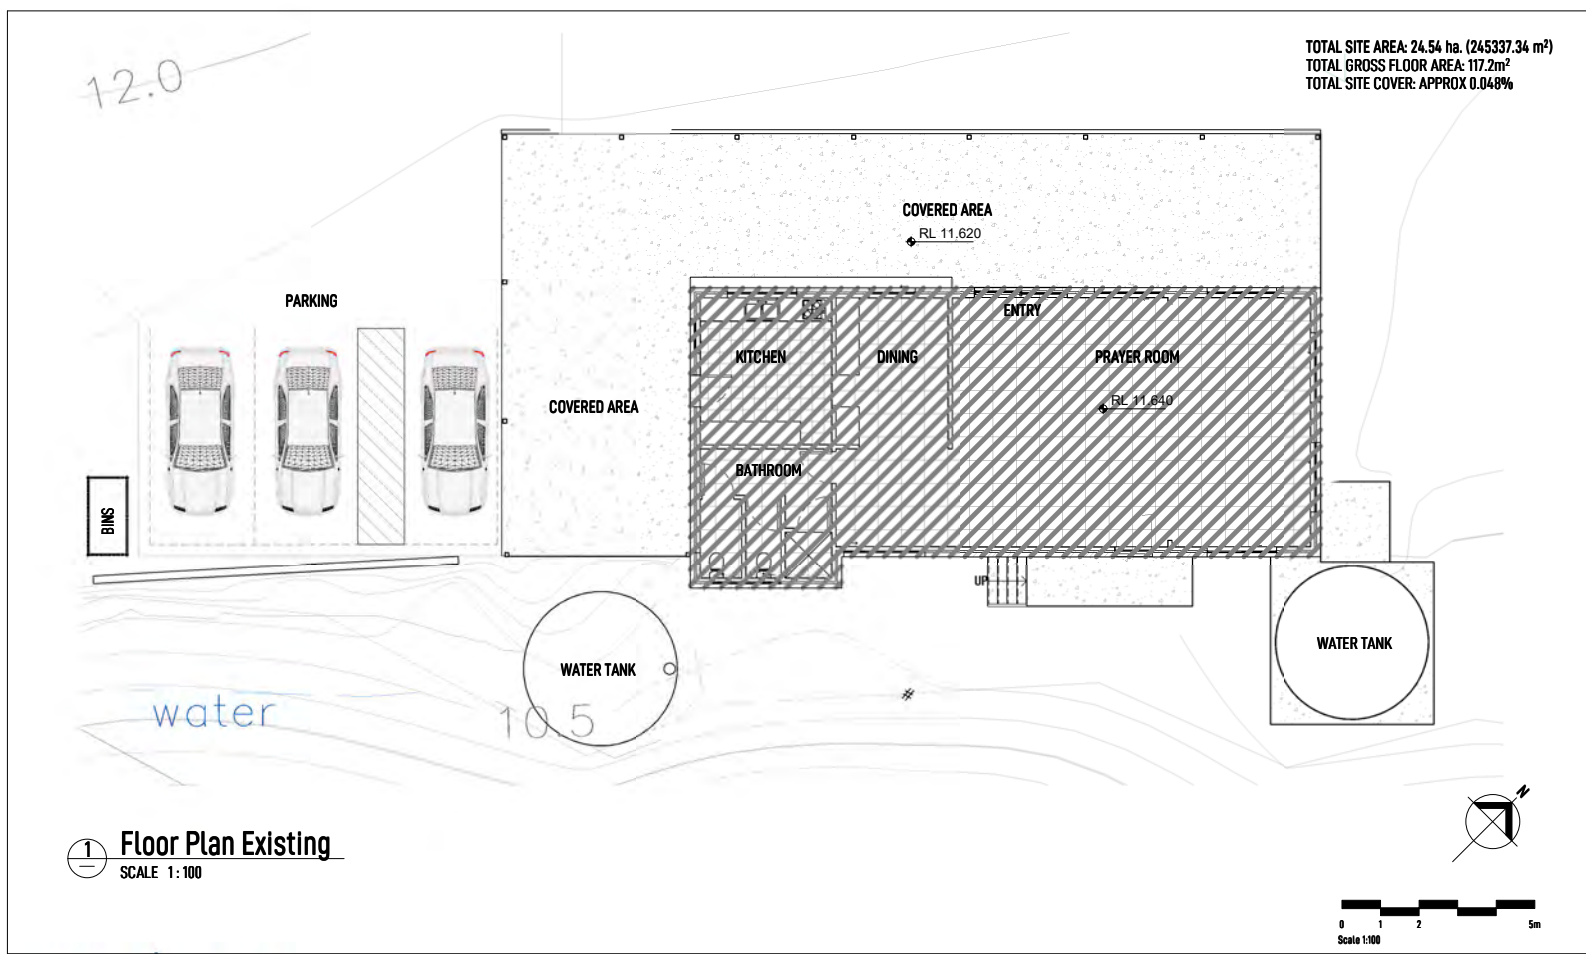 12.0
TOTAL SITE AREA: 24.54 ha. (245337.34 m²)
TOTAL GROSS FLOOR AREA: 117.2m²
TOTAL SITE COVER: APPROX 0.048%
COVERED AREA
RL 11.620
PARKING
ENTRY
KITCHEN
DINING
PRAYER ROOM
RL 11.640
COVERED AREA
BATHROOM
BINS
UP
WATER TANK
WATER TANK
water
10.5
#
N
1
Floor Plan Existing
SCALE 1 : 100
0 1 2 5m
Scale 1:100